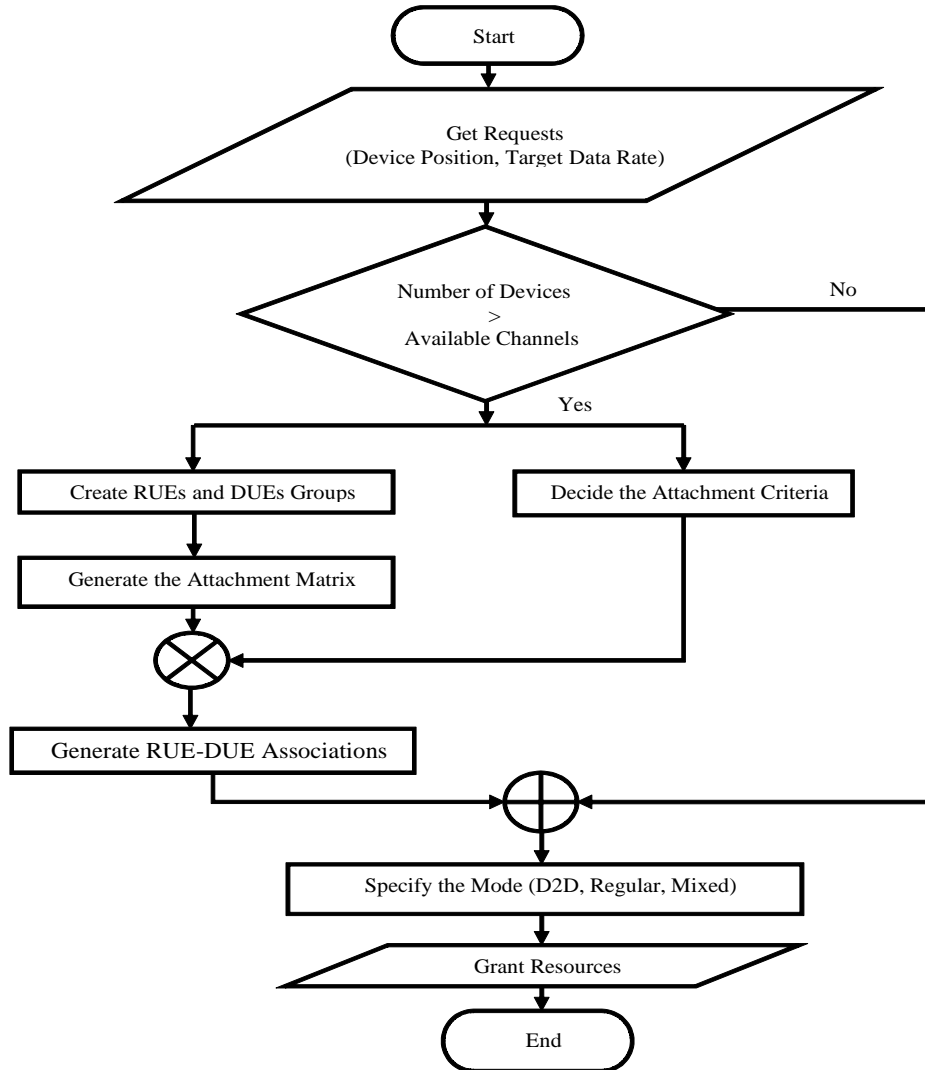 Start
Get Requests
(Device Position, Target Data Rate)
Number of Devices
>
Available Channels
No
Yes
Create RUEs and DUEs Groups
Decide the Attachment Criteria
Generate the Attachment Matrix
Generate RUE-DUE Associations
Specify the Mode (D2D, Regular, Mixed)
Grant Resources
End